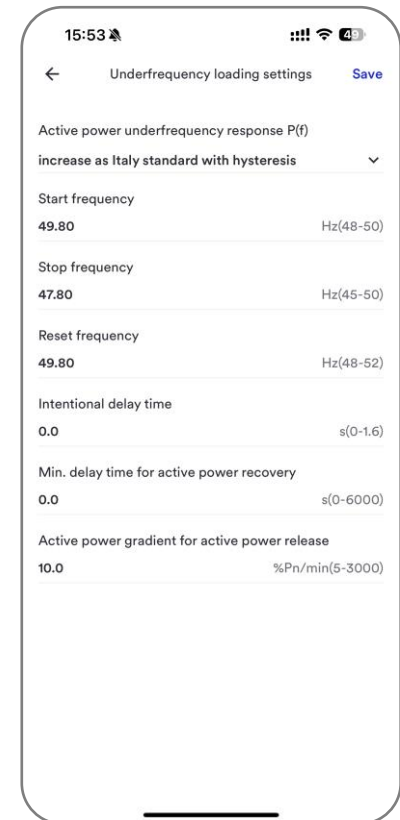 15:53
49
Underfrequency loading settings Save
Active power underfrequency response P(f)
increase as Italy standard with hysteresis
Start frequency
49.80 Hz(48-50)
Stop frequency
47.80 Hz(45-50)
Reset frequency
49.80 Hz(48-52)
Intentional delay time
0.0 s(0-1.6)
Min. delay time for active power recovery
0.0 s(0-6000)
Active power gradient for active power release
10.0 %Pn/min(5-3000)